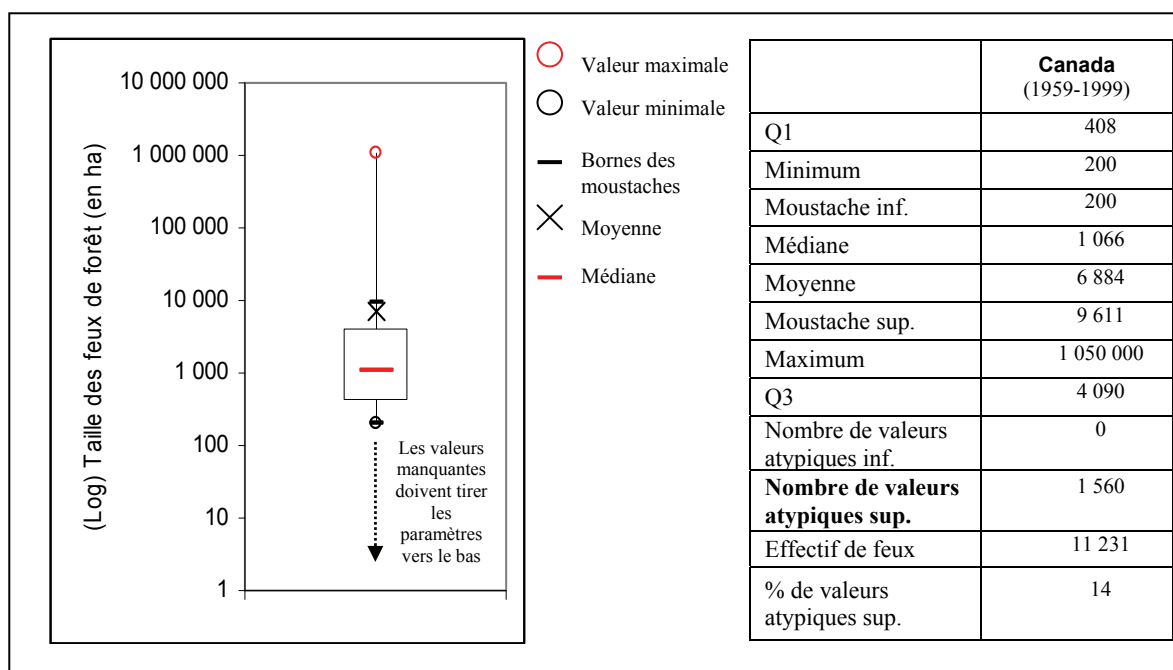 (Log) Taille des feux de forêt (en ha)
10 000 000
1 000 000
100 000
10 000
1 000
100
10
1
Les valeurs
manquantes
doivent tirer
les
paramètres
vers le bas
Valeur maximale
Valeur minimale
Bornes des
moustaches
Moyenne
Médiane
Canada
(1959-1999)
Q1 408
Minimum 200
Moustache inf. 200
Médiane 1 066
Moyenne 6 884
Moustache sup. 9 611
Maximum 1 050 000
Q3 4 090
Nombre de valeurs 0
atypiques inf.
Nombre de valeurs 1 560
atypiques sup.
Effectif de feux 11 231
% de valeurs 14
atypiques sup.